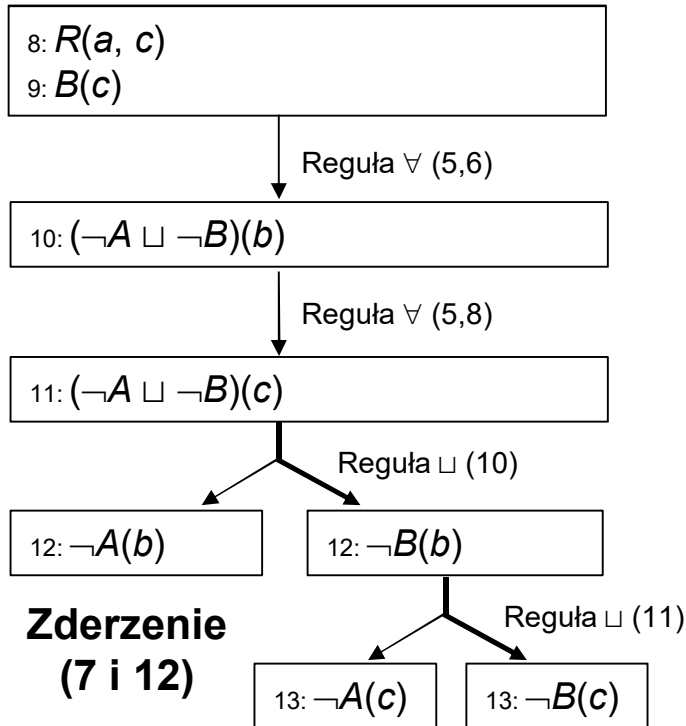 8: R(a, c)
9: B(c)
Reguła ∀ (5,6)
10: (¬A ⊔ ¬B)(b)
Reguła ∀ (5,8)
11: (¬A ⊔ ¬B)(c)
Reguła ⊔ (10)
12: ¬A(b)
12: ¬B(b)
Zderzenie
(7 i 12)
Reguła ⊔ (11)
13: ¬A(c)
13: ¬B(c)